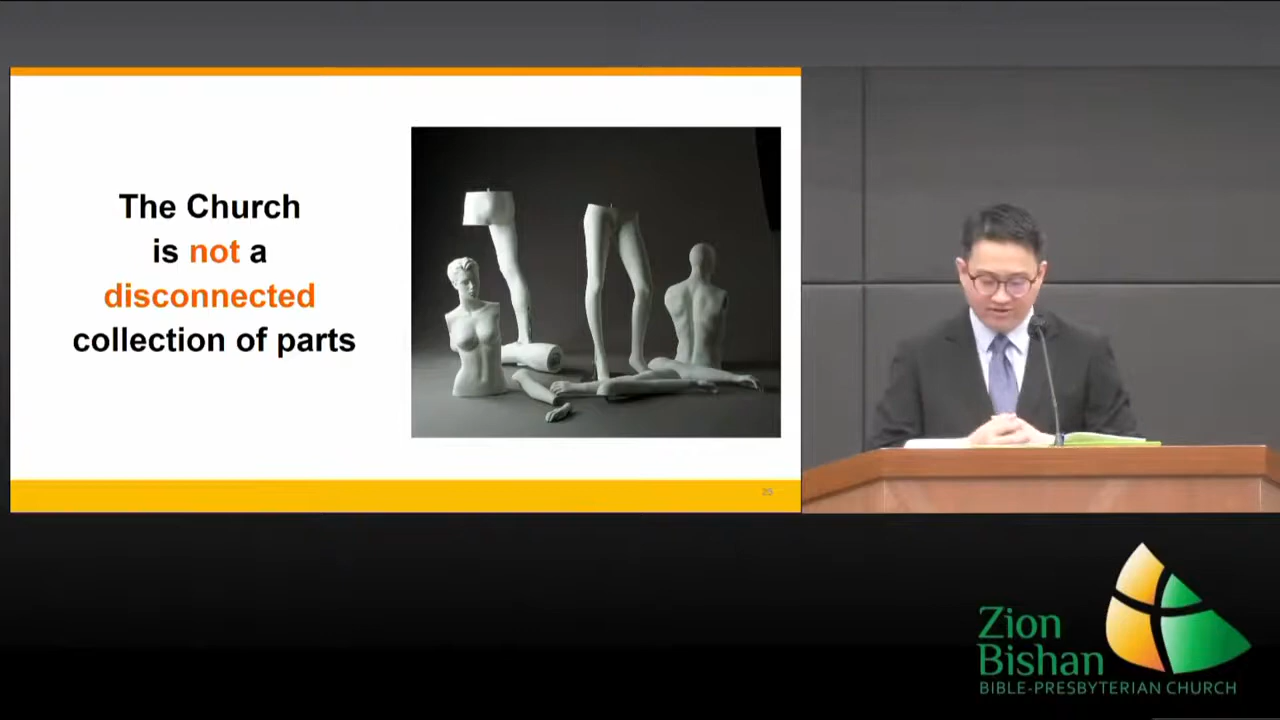 The Church
is not a
disconnected
collection of parts
Zion
Bishan
BIBLE-PRESBYTERIAN CHURCH